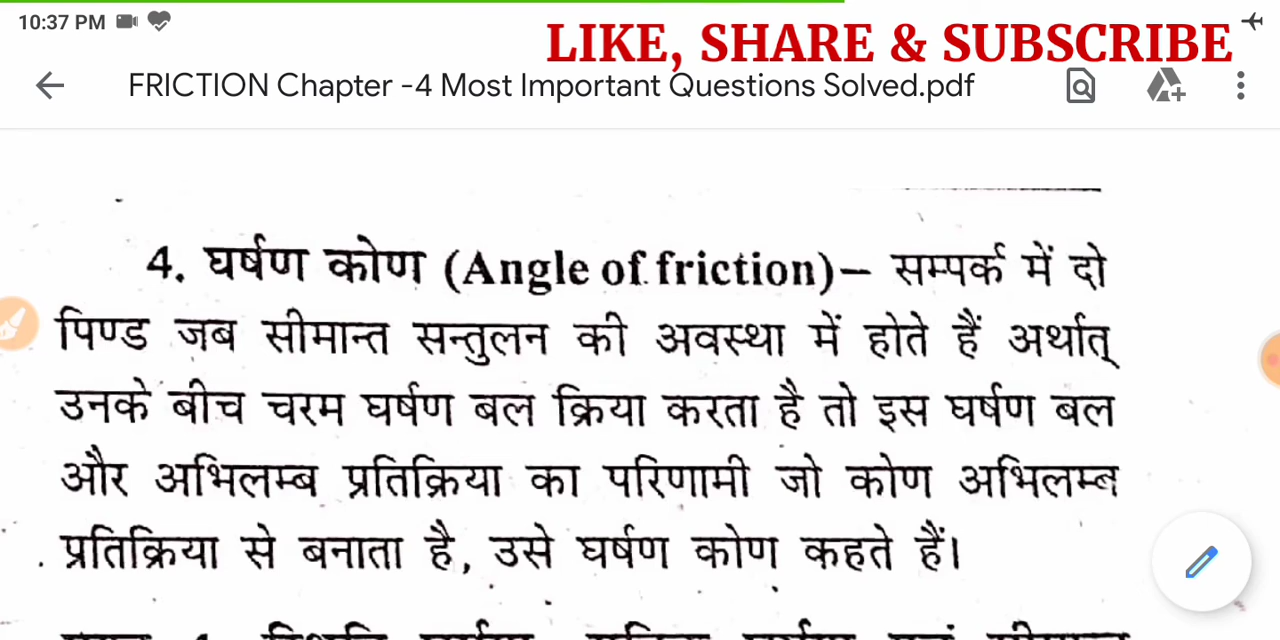 10:37 PM
LIKE, SHARE & SUBSCRIBE
FRICTION Chapter -4 Most Important Questions Solved.pdf
4. घर्षण कोण (Angle of friction)– सम्पर्क में दो
पिण्ड जब सीमान्त सन्तुलन की अवस्था में होते हैं अर्थात्
उनके बीच चरम घर्षण बल क्रिया करता है तो इस घर्षण बल
और अभिलम्ब प्रतिक्रिया का परिणामी जो कोण अभिलम्ब
प्रतिक्रिया से बनाता है, उसे घर्षण कोण कहते हैं।